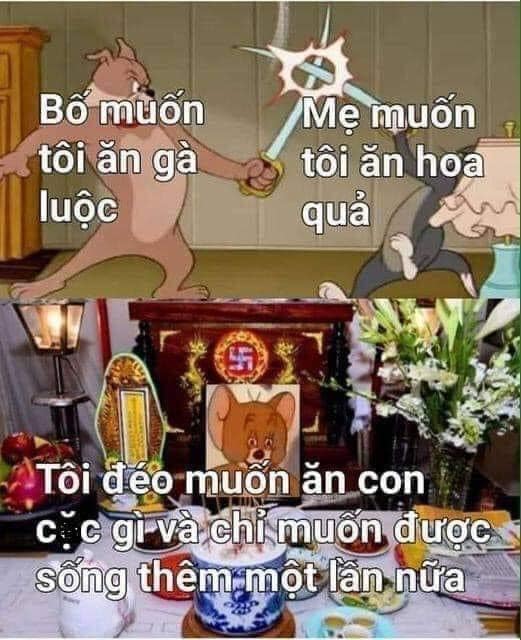 Bố muốn
tôi ăn gà
luộc
Mẹ muốn
tôi ăn hoa
quả
Tôi đéo muốn ăn con
cặc gì và chỉ muốn được
sống thêm một lần nữa